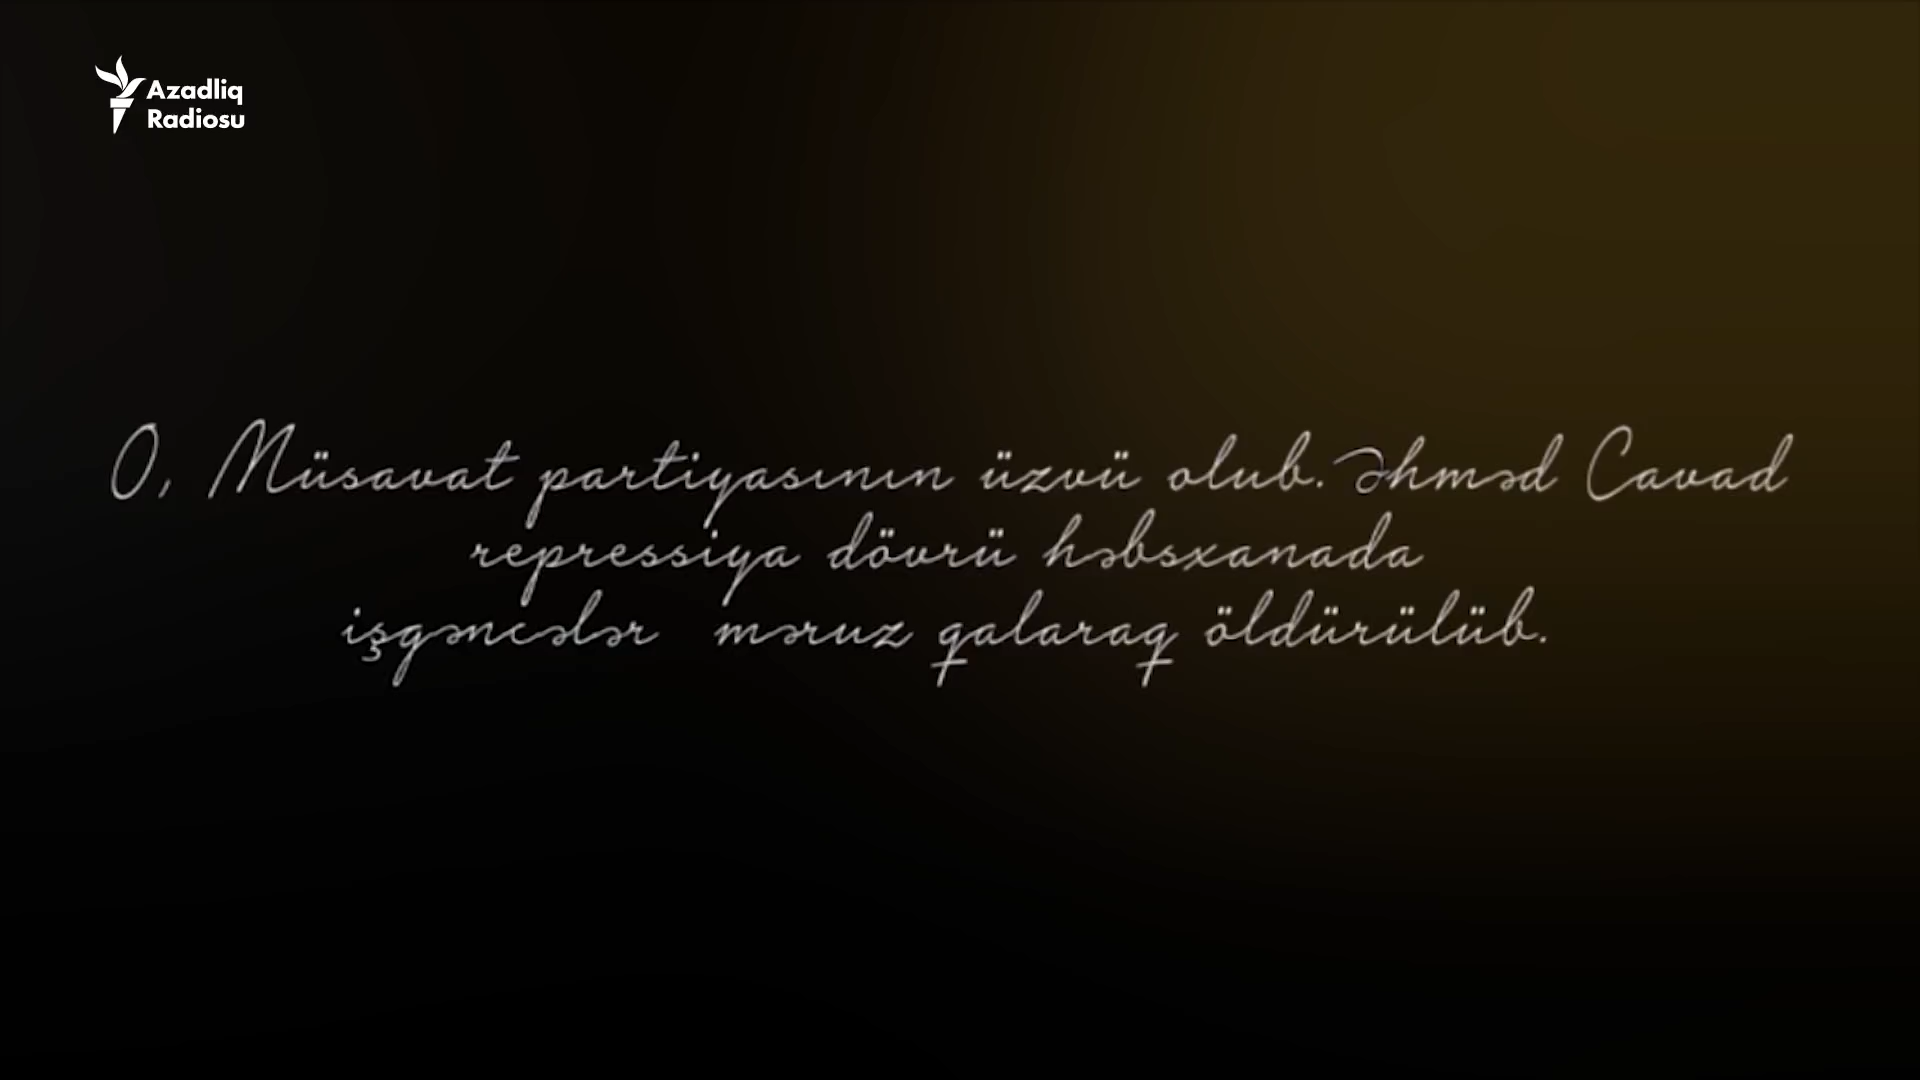 Azadliq
Radiosu
O, Müsavat partiyasının üzvü olub. Əhməd Cavad
repressiya dövrü həbsxanada
işgəncələr məruz qalaraq öldürülüb.